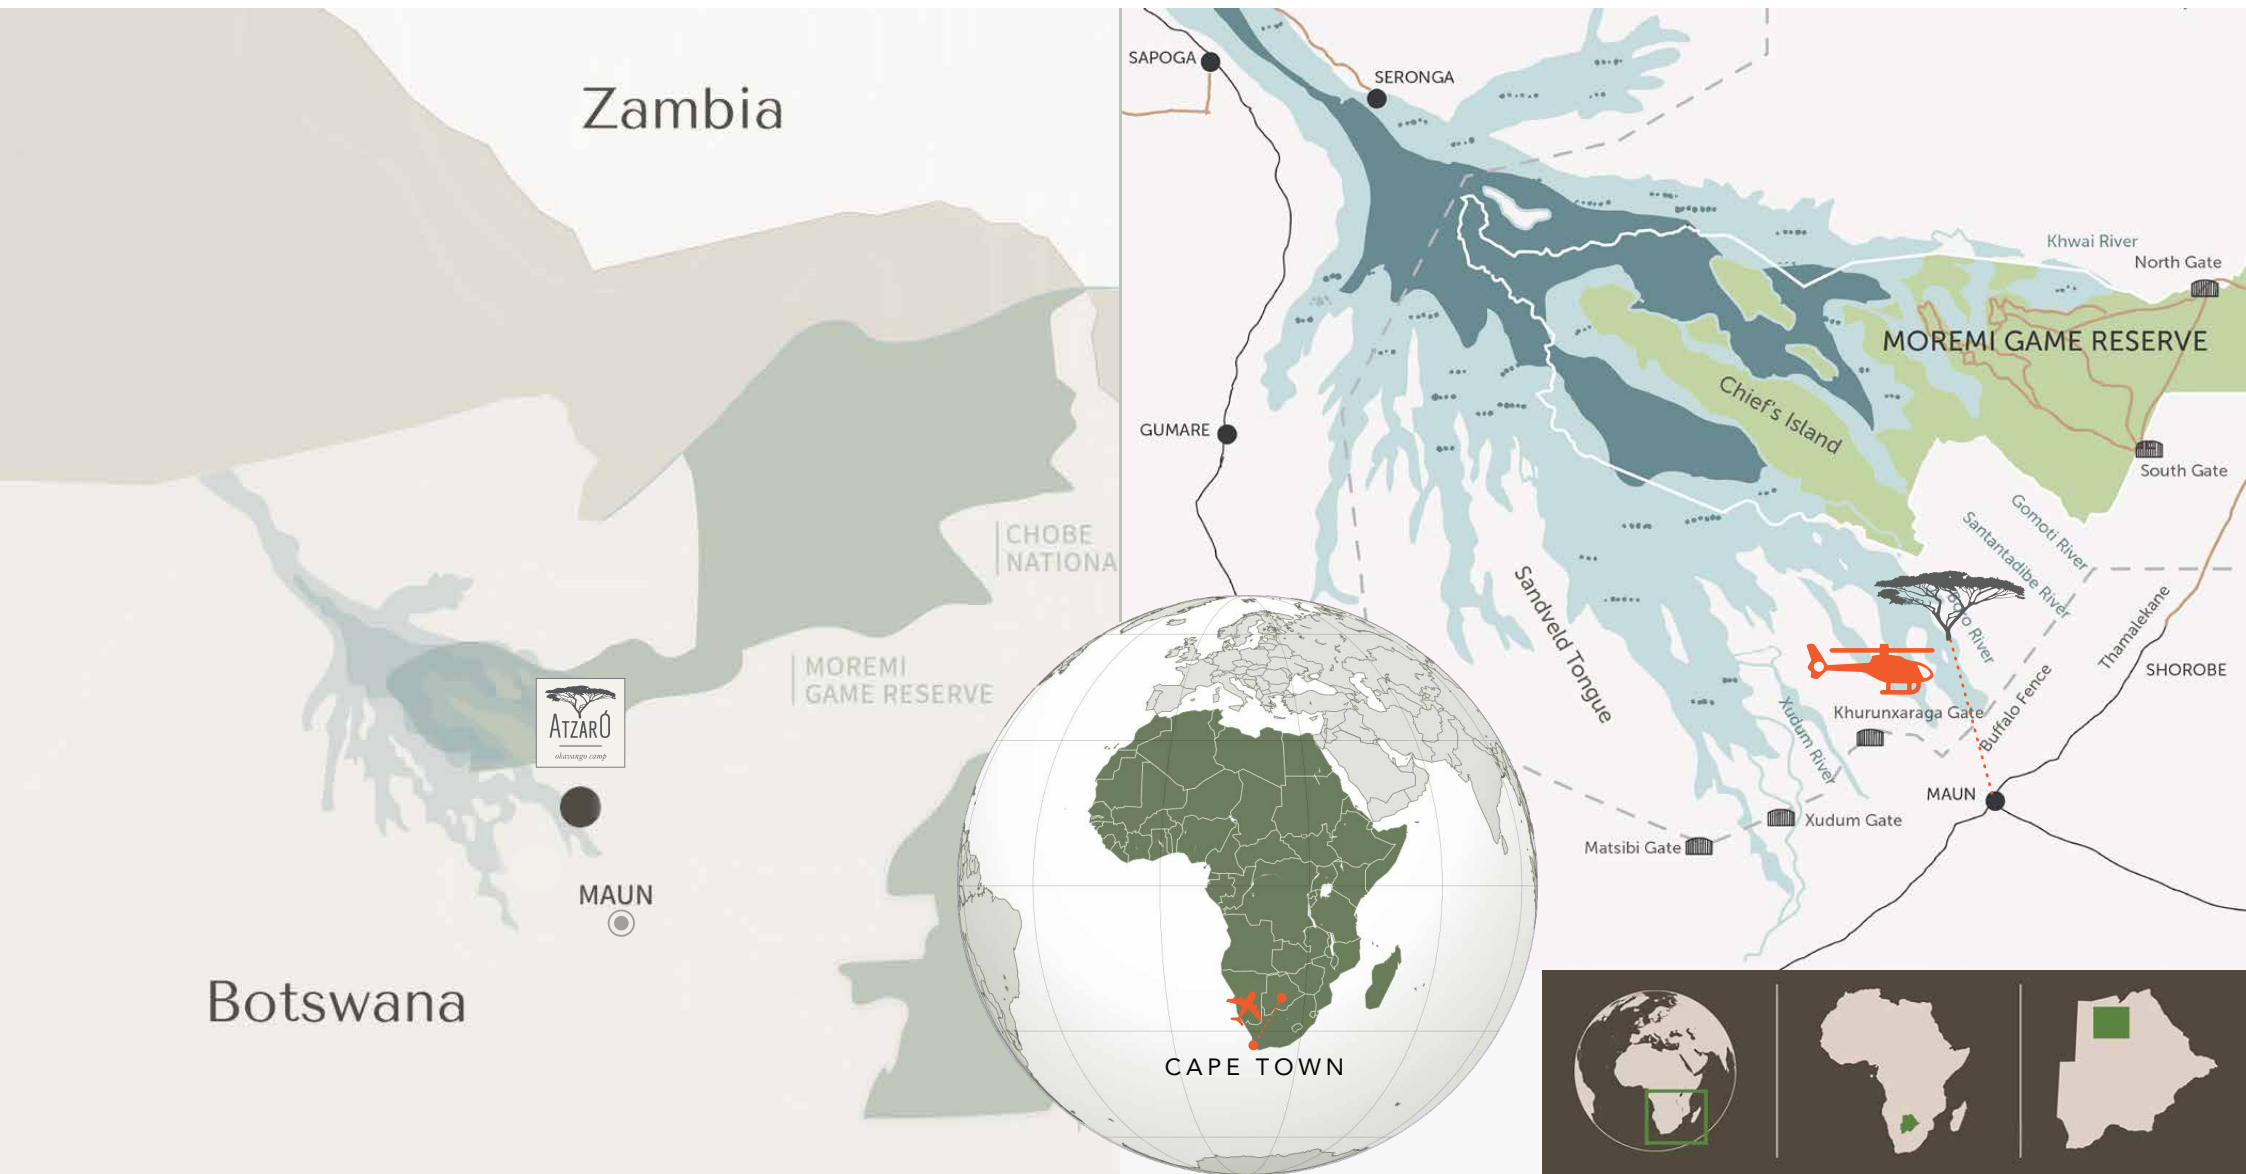 Zambia
CHOBE
NATIONA
MOREMI
GAME RESERVE
ATZARÓ
okavango camp
MAUN
Botswana
SAPOGA
SERONGA
Khwai River
North Gate
MOREMI GAME RESERVE
Chief's Island
GUMARE
South Gate
Gomoti River
Santantadibe River
Boro River
Sandveld Tongue
Thamalekane
SHOROBE
Buffalo Fence
Khurunxaraga Gate
Xudum River
MAUN
Xudum Gate
Matsibi Gate
CAPE TOWN